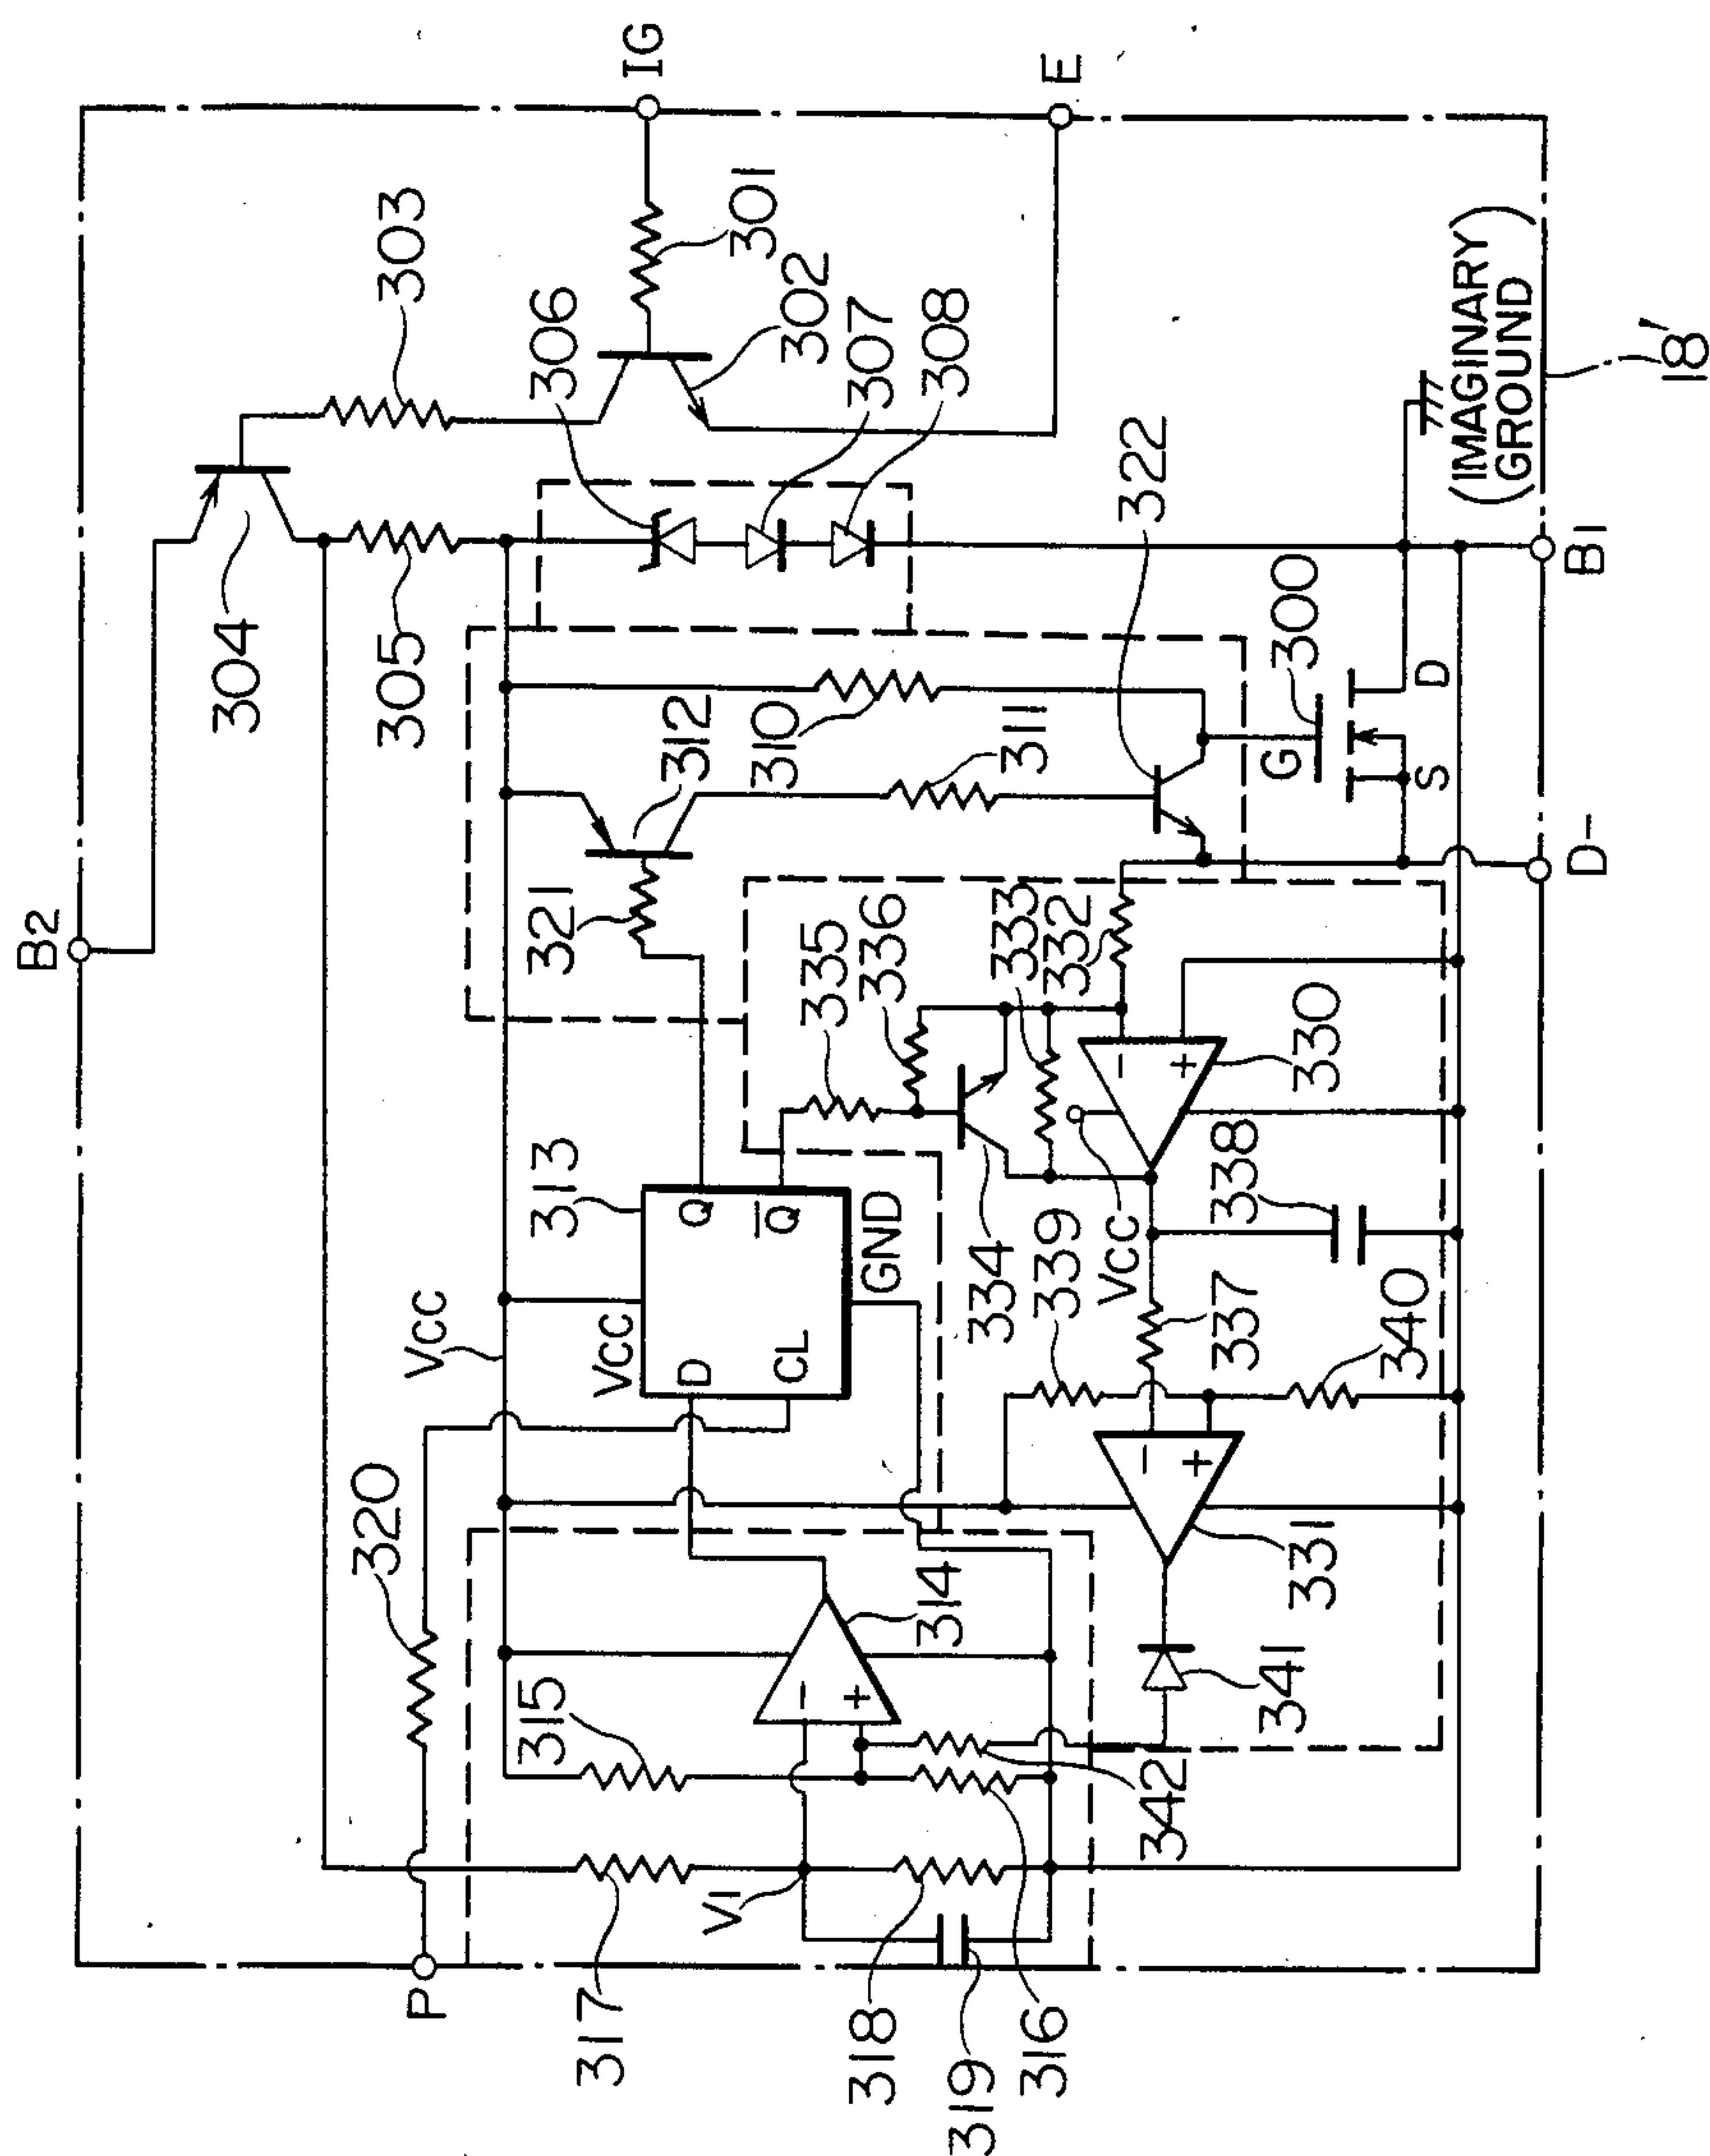 B2
IG
E
303
301
304
305
306
302
307
308
322
300
312
310
311
G
D
S
(IMAGINARY
GROUND)
18'
B1
D-
321
335
336
333
332
330
313
Q
Q̅
GND
VCC
VCC
D
CL
334
339
VCC
338
337
340
320
-
+
-
+
331
314
315
-
+
341
342
P
V1
317
318
319
316